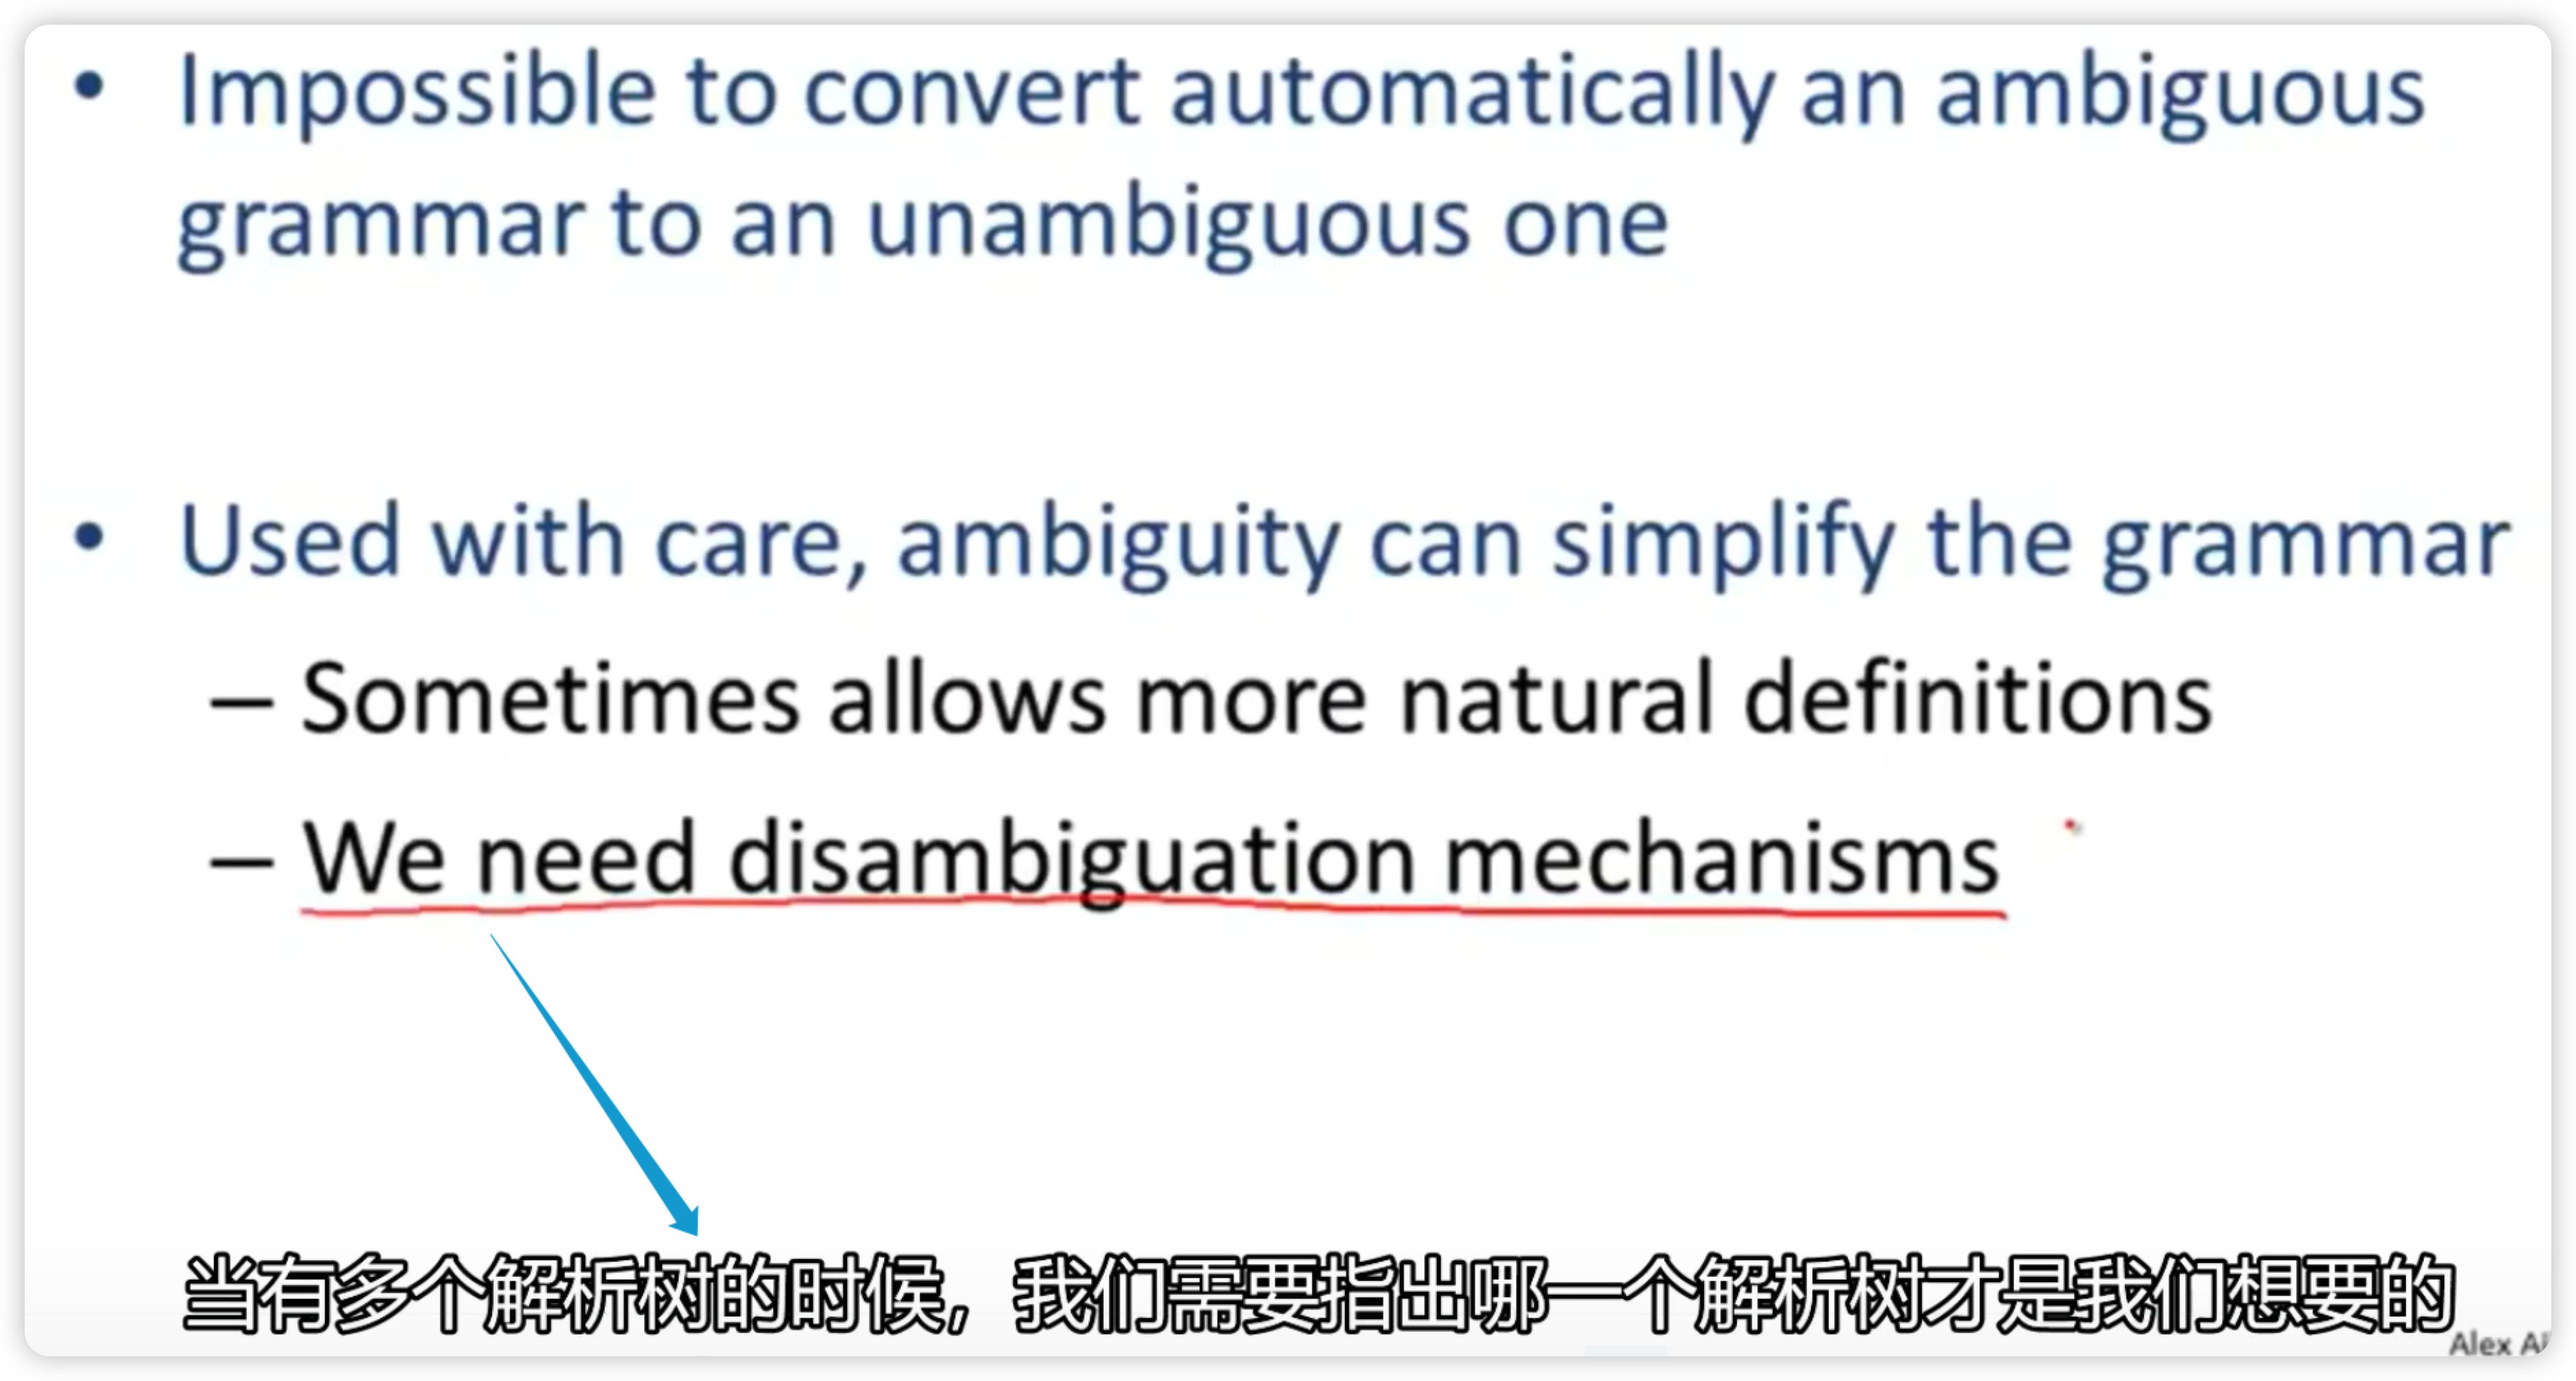 • Impossible to convert automatically an ambiguous
grammar to an unambiguous one
• Used with care, ambiguity can simplify the grammar
– Sometimes allows more natural definitions
– We need disambiguation mechanisms
当有多个解析树的时候，我们需要指出哪一个解析树才是我们想要的
Alex